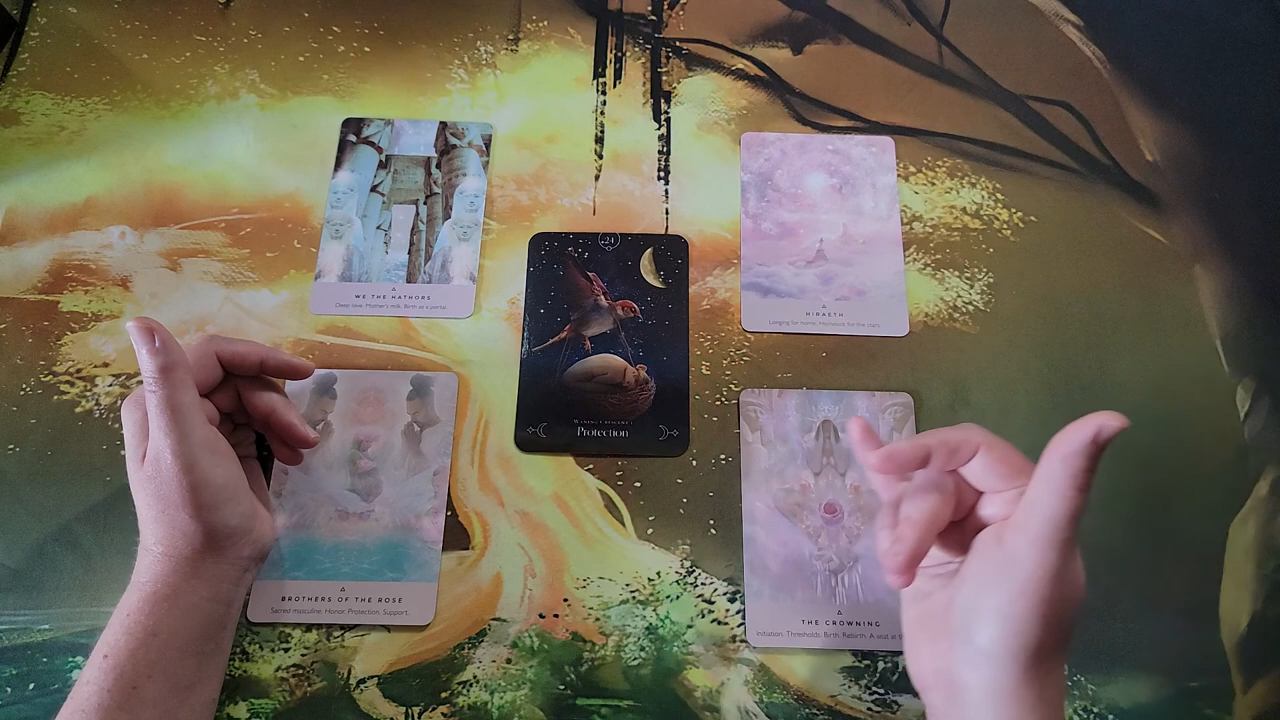 WE THE HATHORS
Deep love. Mother's milk. Birth as a portal.
HIRAETH
Longing for home. Homesick for the stars.
24
WANING CRESCENT
Protection
BROTHERS OF THE ROSE
Sacred masculine. Honor. Protection. Support.
THE CROWNING
Initiation. Thresholds. Birth. Rebirth. A seat at